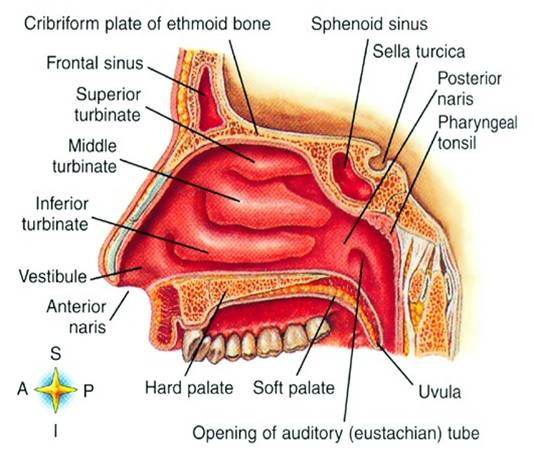 Cribriform plate of ethmoid bone
Sphenoid sinus
Sella turcica
Frontal sinus
Posterior
naris
Superior
turbinate
Pharyngeal
tonsil
Middle
turbinate
Inferior
turbinate
Vestibule
Anterior
naris
S
A
P
I
Hard palate
Soft palate
Uvula
Opening of auditory (eustachian) tube